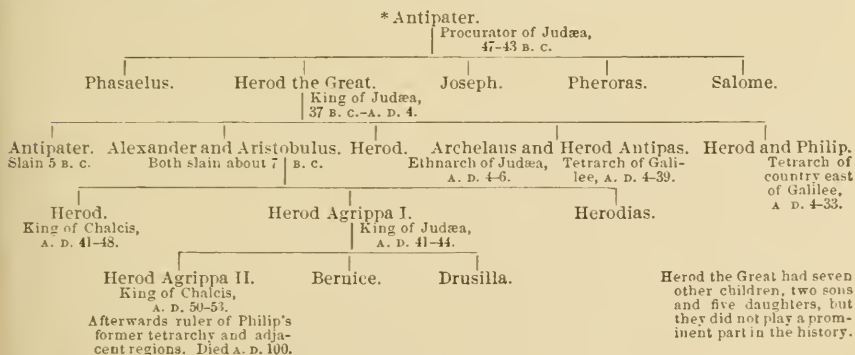 * Antipater.
Procurator of Judæa,
47–43 B. C.
Phasaelus. Herod the Great. Joseph. Pheroras. Salome.
King of Judæa,
37 B. C.–A. D. 4.
Antipater. Alexander and Aristobulus. Herod. Archelaus and Herod Antipas. Herod and Philip.
Slain 5 B. C. Both slain about 7 B. C. Ethnarch of Judæa, Tetrarch of Gali- Tetrarch of
A. D. 4–6. lee, A. D. 4–39. country east
of Galilee,
A D. 4–33.
Herod. Herod Agrippa I. Herodias.
King of Chalcis, King of Judæa,
A. D. 41–48. A. D. 41–44.
Herod Agrippa II. Bernice. Drusilla.
King of Chalcis,
A. D. 50–53.
Afterwards ruler of Philip's
former tetrarchy and adja-
cent regions. Died A. D. 100.
Herod the Great had seven
other children, two sons
and five daughters, but
they did not play a prom-
inent part in the history.